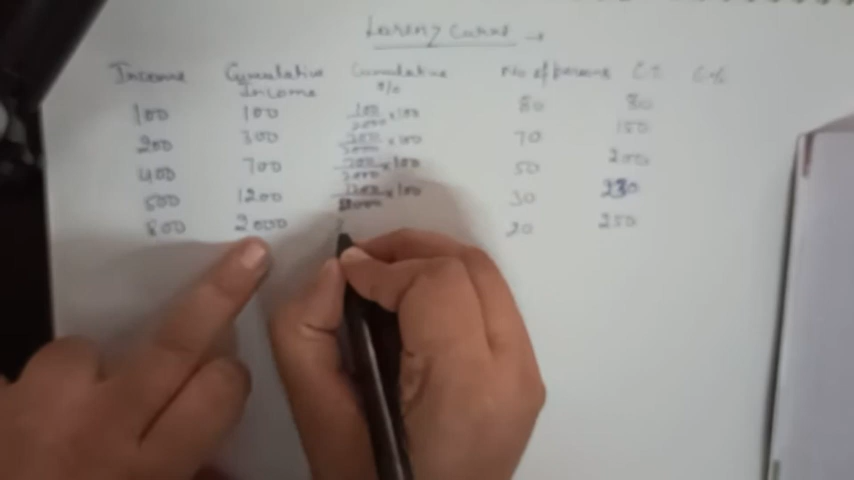 Lorenz Curve →
Income Cumulative Income Cumulative % No. of persons C.F. C%
100 100 100/2000 × 100 80 80
200 300 300/2000 × 100 70 150
400 700 700/2000 × 100 50 200
500 1200 1200/2000 × 100 30 230
800 2000 20 250